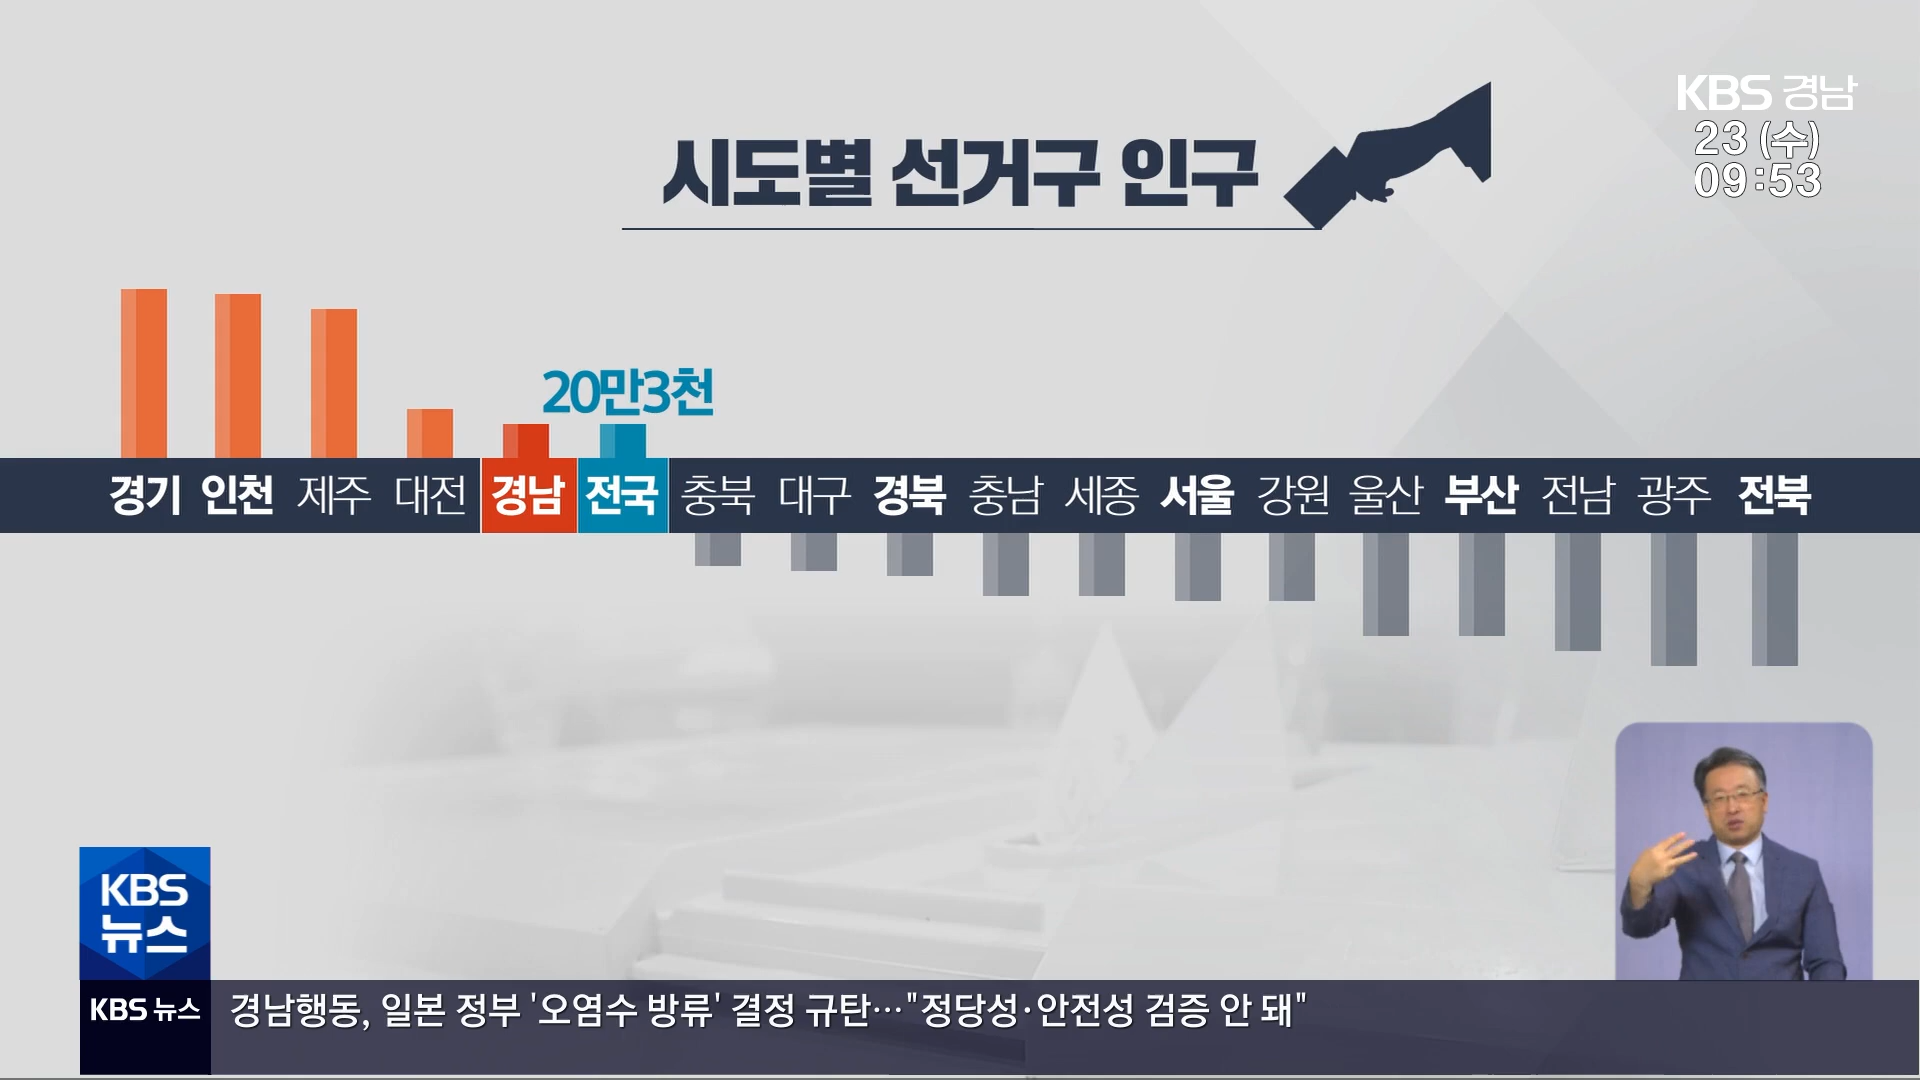 KBS 경남
23 (수)
09:53
시도별 선거구 인구
20만3천
경기 인천 제주 대전 경남 전국 충북 대구 경북 충남 세종 서울 강원 울산 부산 전남 광주 전북
KBS
뉴스
KBS 뉴스 경남행동, 일본 정부 '오염수 방류' 결정 규탄…"정당성·안전성 검증 안 돼"